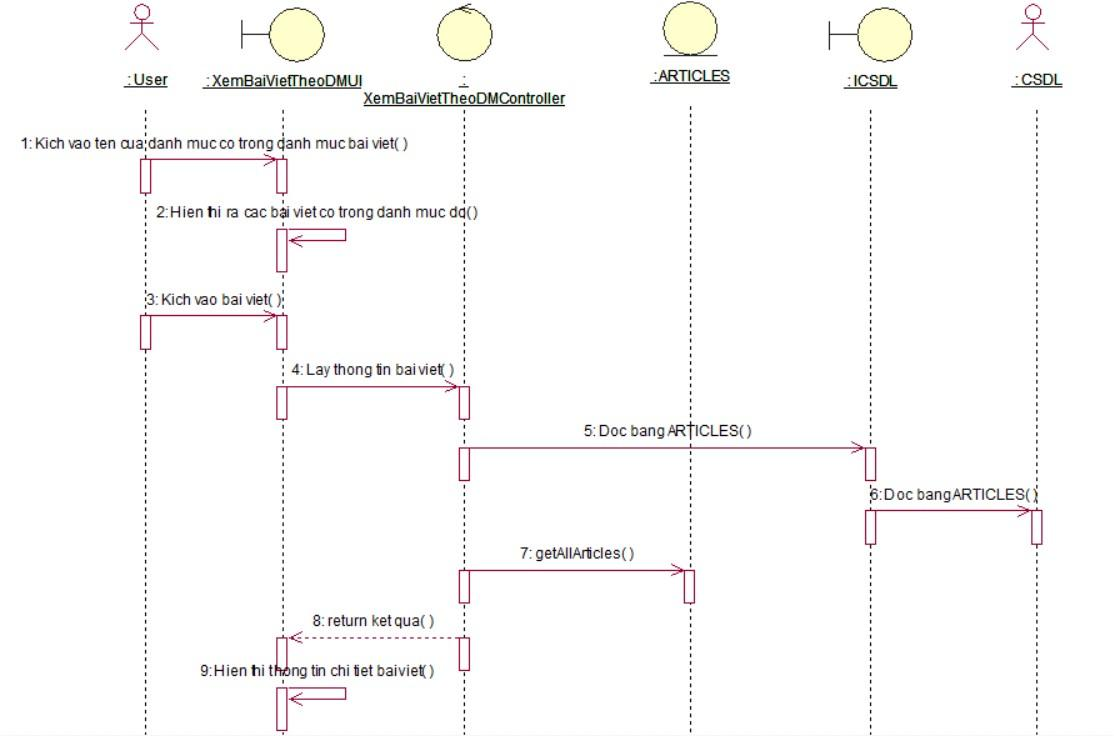 :User
:XemBaiVietTheoDMUI
:
XemBaiVietTheoDMController
:ARTICLES
:ICSDL
:CSDL
1: Kich vao ten cua danh muc co trong danh muc bai viet( )
2: Hien thi ra cac bai viet co trong danh muc do( )
3: Kich vao bai viet( )
4: Lay thong tin bai viet( )
5: Doc bang ARTICLES( )
6: Doc bang ARTICLES( )
7: getAllArticles( )
8: return ket qua( )
9: Hien thi thong tin chi tiet bai viet( )